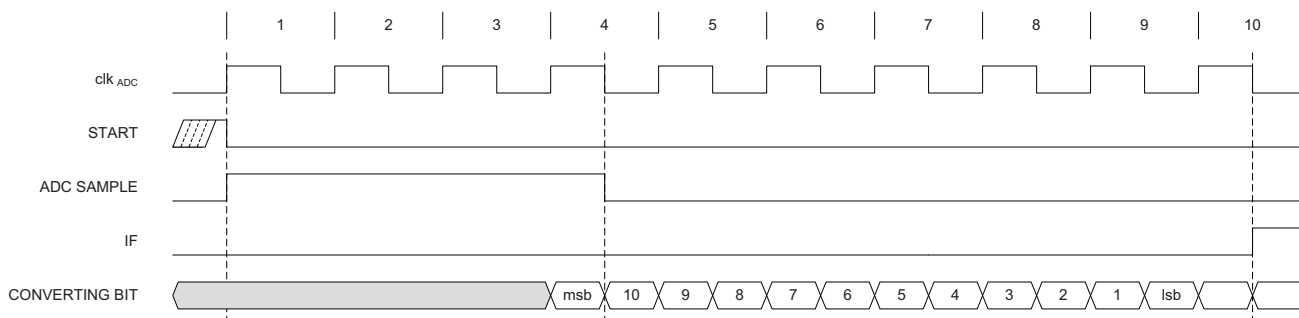 1 2 3 4 5 6 7 8 9 10
clk ADC
START
ADC SAMPLE
IF
CONVERTING BIT msb 10 9 8 7 6 5 4 3 2 1 lsb